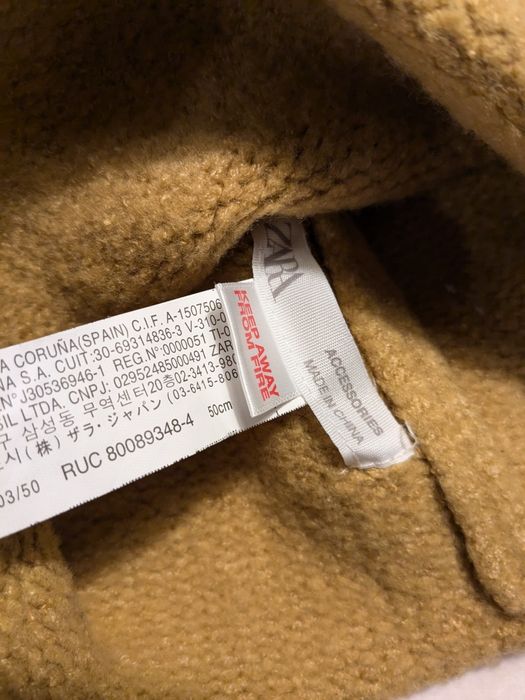 ZARA
ACCESSORIES
MADE IN CHINA
KEEP AWAY
FROM FIRE
A CORUÑA(SPAIN) C.I.F. A-1507506
NA S.A. CUIT:30-69314836-3 V-310-0
Nº J30536946-1 REG.Nº:0000051 TI-0
SIL LTDA. CNPJ: 02952485000491 ZAR
구 삼성동 무역센터20층02-3413-980
(株) ザラ・ジャパン (03-6415-806
50cm
RUC 80089348-4
03/50